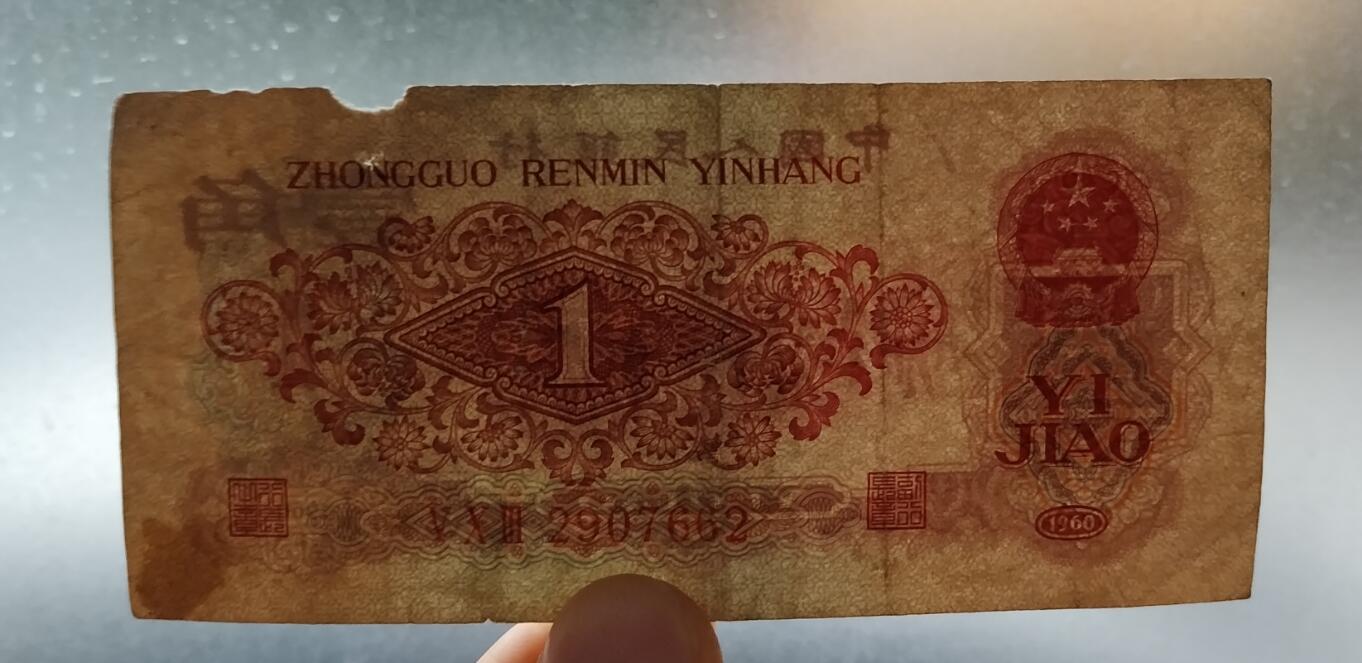 ZHONGGUO RENMIN YINHANG
1
YI
JIAO
V X III 2907662
1960